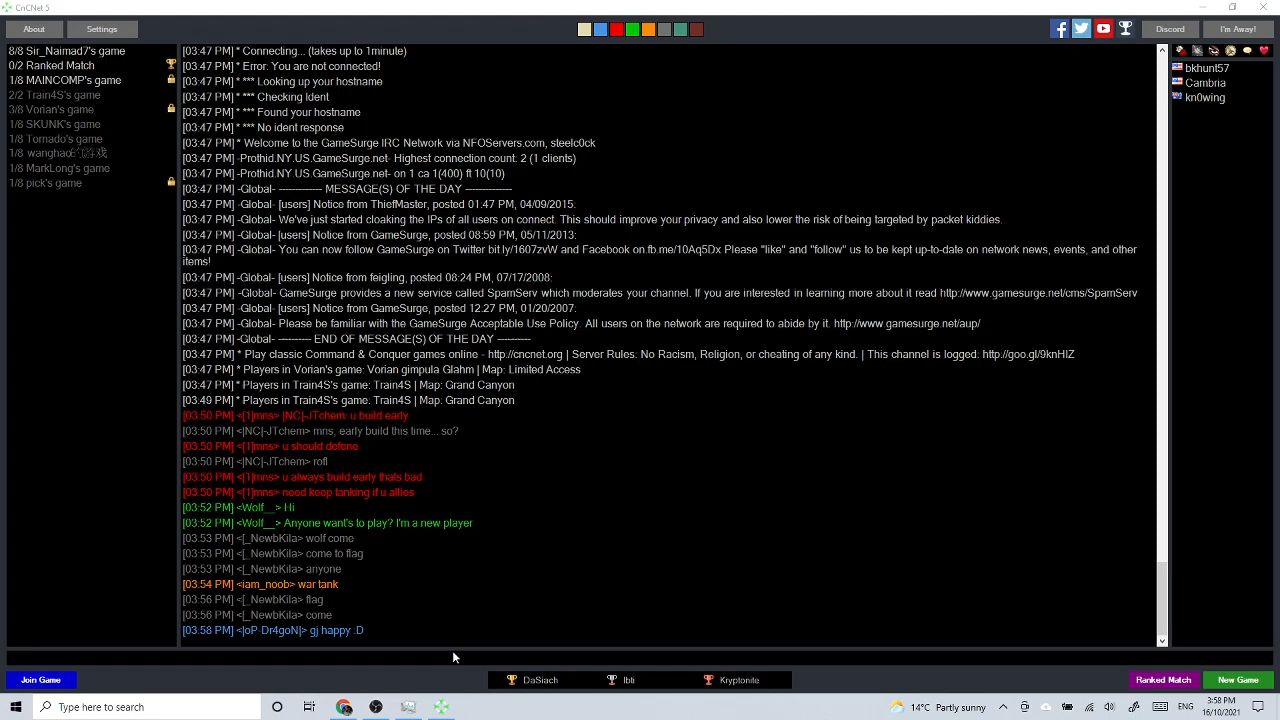 CnCNet 5
About
Settings
Discord
I'm Away!
8/8 Sir_Naimad7's game
0/2 Ranked Match
1/8 MAINCOMP's game
2/2 Train4S's game
3/8 Vorian's game
1/8 SKUNK's game
1/8 Tornado's game
1/8 wanghao的游戏
1/8 MarkLong's game
1/8 pick's game
[03:47 PM] * Connecting... (takes up to 1minute)
[03:47 PM] * Error: You are not connected!
[03:47 PM] * *** Looking up your hostname
[03:47 PM] * *** Checking Ident
[03:47 PM] * *** Found your hostname
[03:47 PM] * *** No ident response
[03:47 PM] * Welcome to the GameSurge IRC Network via NFOServers.com, steelc0ck
[03:47 PM] -Prothid.NY.US.GameSurge.net- Highest connection count. 2 (1 clients)
[03:47 PM] -Prothid.NY.US.GameSurge.net- on 1 ca 1(400) ft 10(10)
[03:47 PM] -Global- ------------- MESSAGE(S) OF THE DAY --------------
[03:47 PM] -Global- [users] Notice from ThiefMaster, posted 01:47 PM, 04/09/2015:
[03:47 PM] -Global- We've just started cloaking the IPs of all users on connect. This should improve your privacy and also lower the risk of being targeted by packet kiddies.
[03:47 PM] -Global- [users] Notice from GameSurge, posted 08:59 PM, 05/11/2013:
[03:47 PM] -Global- You can now follow GameSurge on Twitter bit.ly/1607zvW and Facebook on.fb.me/10Aq5Dx Please "like" and "follow" us to be kept up-to-date on network news, events, and other
items!
[03:47 PM] -Global- [users] Notice from feigling, posted 08:24 PM, 07/17/2008:
[03:47 PM] -Global- GameSurge provides a new service called SpamServ which moderates your channel. If you are interested in learning more about it read http://www.gamesurge.net/cms/SpamServ
[03:47 PM] -Global- [users] Notice from GameSurge, posted 12.27 PM, 01/20/2007:
[03:47 PM] -Global- Please be familiar with the GameSurge Acceptable Use Policy. All users on the network are required to abide by it. http://www.gamesurge.net/aup/
[03:47 PM] -Global- ---------- END OF MESSAGE(S) OF THE DAY ----------
[03:47 PM] * Play classic Command & Conquer games online - http://cncnet.org | Server Rules: No Racism, Religion, or cheating of any kind. | This channel is logged: http://goo.gl/9knHIZ
[03:47 PM] * Players in Vorian's game: Vorian gimpula Glahm | Map: Limited Access
[03:47 PM] * Players in Train4S's game: Train4S | Map: Grand Canyon
[03:49 PM] * Players in Train4S's game: Train4S | Map: Grand Canyon
[03:50 PM] <[1]mns> |NC|-JTchem: u build early
[03:50 PM] <|NC|-JTchem> mns, early build this time... so?
[03:50 PM] <[1]mns> u should defene
[03:50 PM] <|NC|-JTchem> rofl
[03:50 PM] <[1]mns> u always build early thats bad
[03:50 PM] <[1]mns> need keep tanking if u allies
[03:52 PM] <Wolf__> Hi
[03:52 PM] <Wolf__> Anyone want's to play? I'm a new player
[03:53 PM] <[_NewbKila> wolf come
[03:53 PM] <[_NewbKila> come to flag
[03:53 PM] <[_NewbKila> anyone
[03:54 PM] <iam_noob> war tank
[03:56 PM] <[_NewbKila> flag
[03:56 PM] <[_NewbKila> come
[03:58 PM] <|oP-Dr4goN|> gj happy :D
bkhunt57
Cambria
kn0wing
Join Game
DaSiach
Ibti
Kryptonite
Ranked Match
New Game
Type here to search
14°C Partly sunny
ENG
3:58 PM
16/10/2021